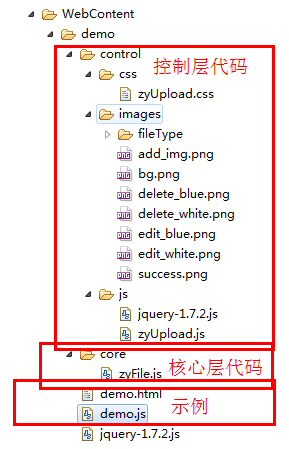 WebContent
demo
control
控制层代码
css
zyUpload.css
images
fileType
add_img.png
bg.png
delete_blue.png
delete_white.png
edit_blue.png
edit_white.png
success.png
js
jquery-1.7.2.js
zyUpload.js
core
zyFile.js
核心层代码
demo.html
demo.js
示例
jquery-1.7.2.js